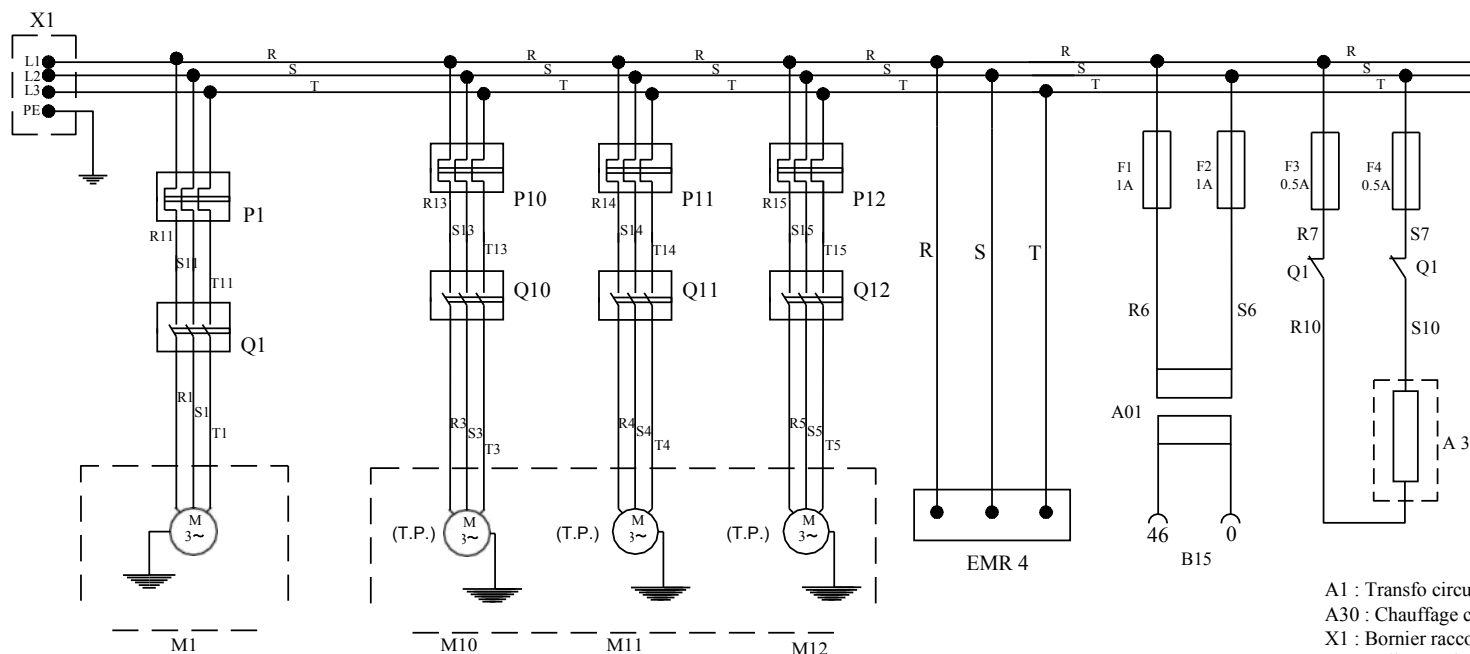 X1
L1
L2
L3
PE
R
S
T
R
S
T
R
S
T
R
S
T
R
S
T
R
S
T
P1
R11
S11
T11
Q1
R1
S1
T1
M
3~
M1
P10
R13
S13
T13
Q10
R3
S3
T3
(T.P.)
M
3~
M10
P11
R14
S14
T14
Q11
R4
S4
T4
(T.P.)
M
3~
M11
P12
R15
S15
T15
Q12
R5
S5
T5
(T.P.)
M
3~
M12
R
S
T
EMR 4
F1
1A
F2
1A
R6
S6
A01
46
0
B15
F3
0.5A
F4
0.5A
R7
S7
Q1
Q1
R10
S10
A 3
A1 : Transfo circu
A30 : Chauffage c
X1 : Bornier racco